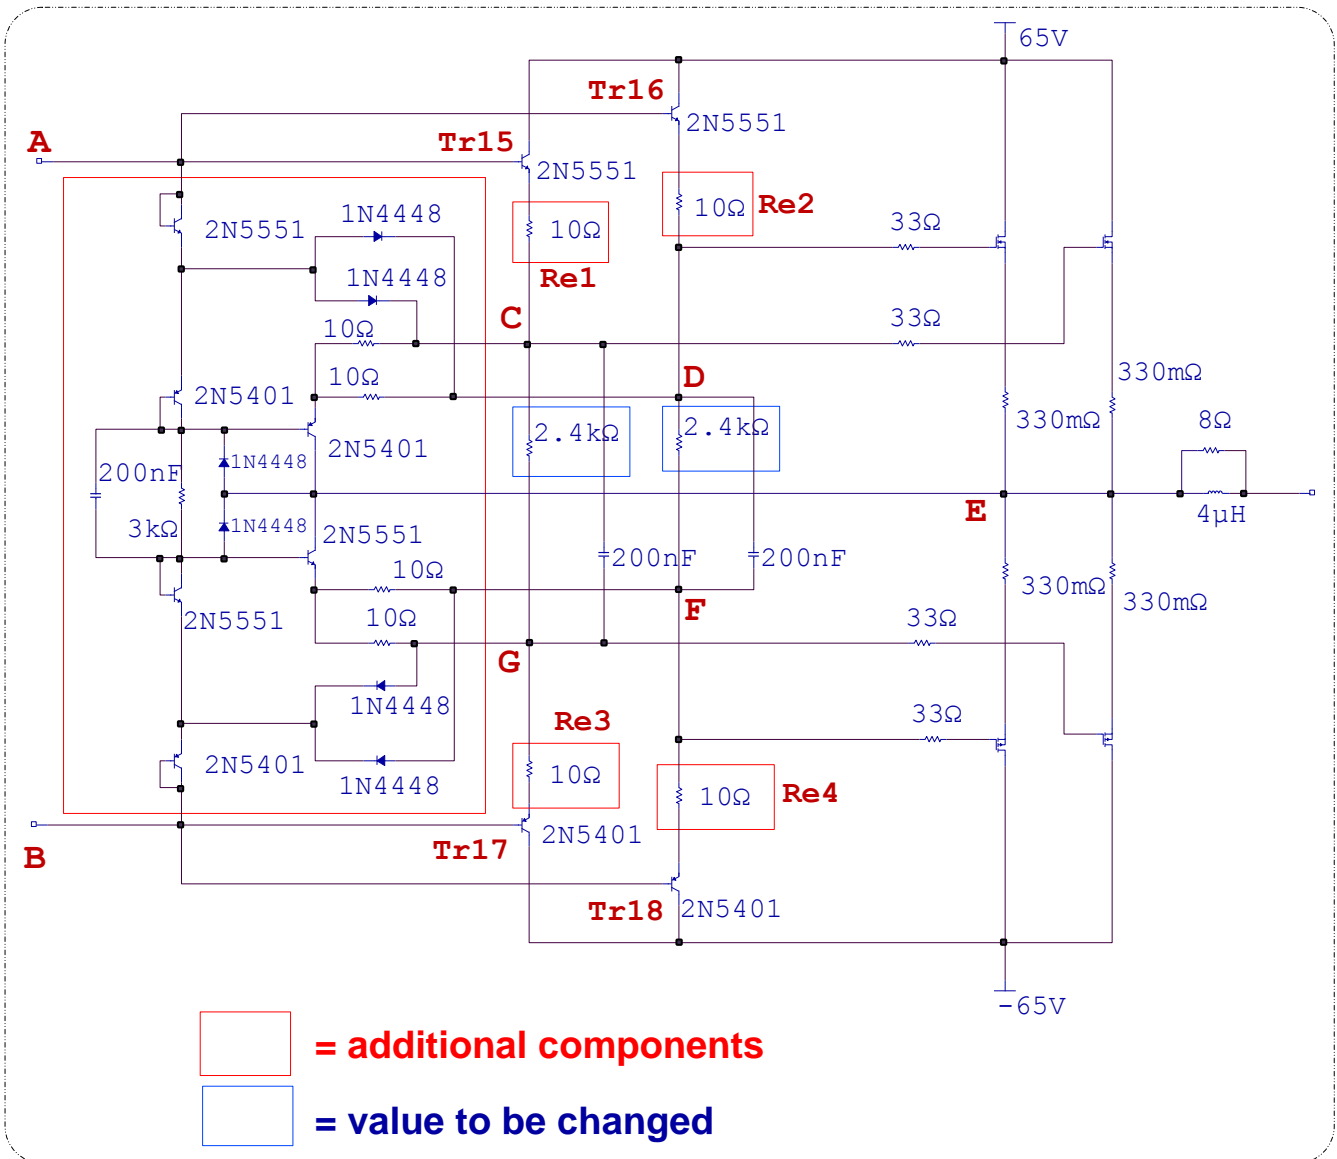 65V
Tr16
2N5551
A
Tr15
2N5551
1N4448
2N5551
10Ω
Re2
10Ω
33Ω
1N4448
Re1
C
10Ω
33Ω
D
10Ω
330mΩ
2N5401
330mΩ
2.4kΩ
2.4kΩ
8Ω
2N5401
1N4448
200nF
E
4µH
3kΩ
1N4448
2N5551
200nF
200nF
10Ω
330mΩ
330mΩ
F
2N5551
10Ω
33Ω
G
1N4448
Re3
33Ω
2N5401
1N4448
10Ω
10Ω
Re4
2N5401
B
Tr17
Tr18
2N5401
-65V
= additional components
= value to be changed